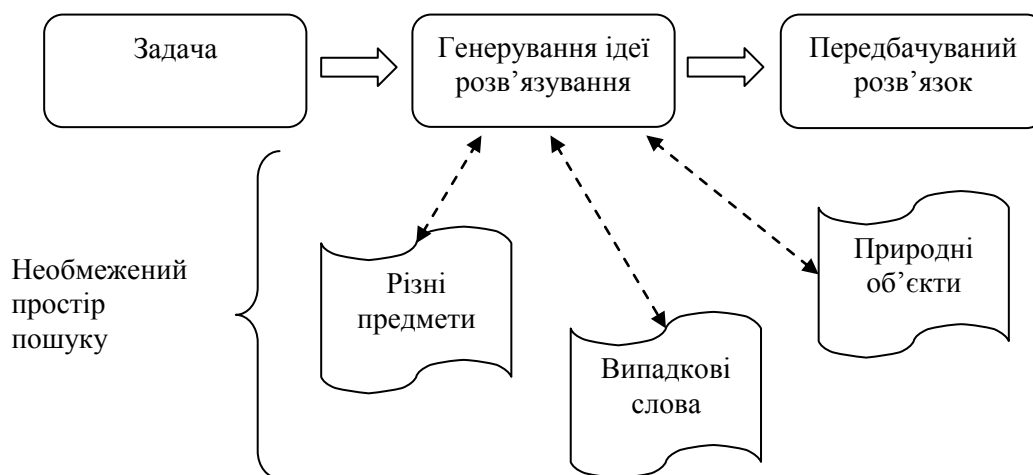 Задача
Генерування ідеї
розв’язування
Передбачуваний
розв’язок
Необмежений
простір
пошуку
Різні
предмети
Випадкові
слова
Природні
об’єкти